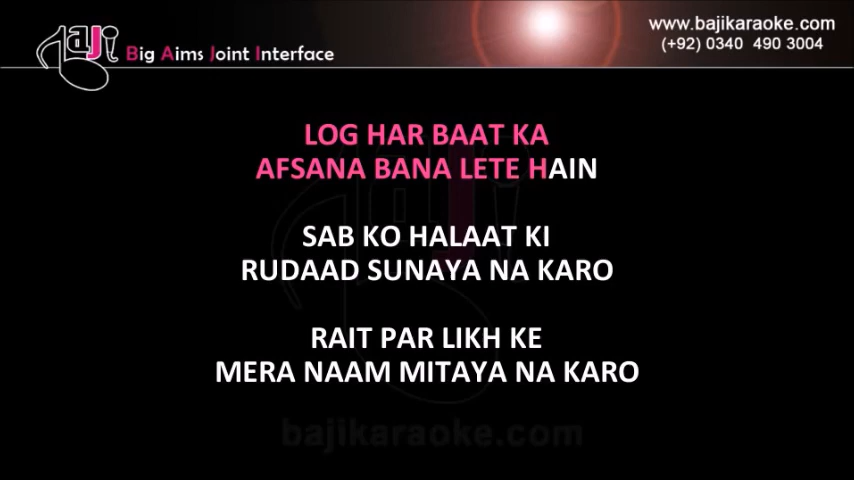 BAJI
Big Aims Joint Interface
www.bajikaraoke.com
(+92) 0340 490 3004
LOG HAR BAAT KA
AFSANA BANA LETE HAIN
SAB KO HALAAT KI
RUDAAD SUNAYA NA KARO
RAIT PAR LIKH KE
MERA NAAM MITAYA NA KARO
bajikaraoke.com